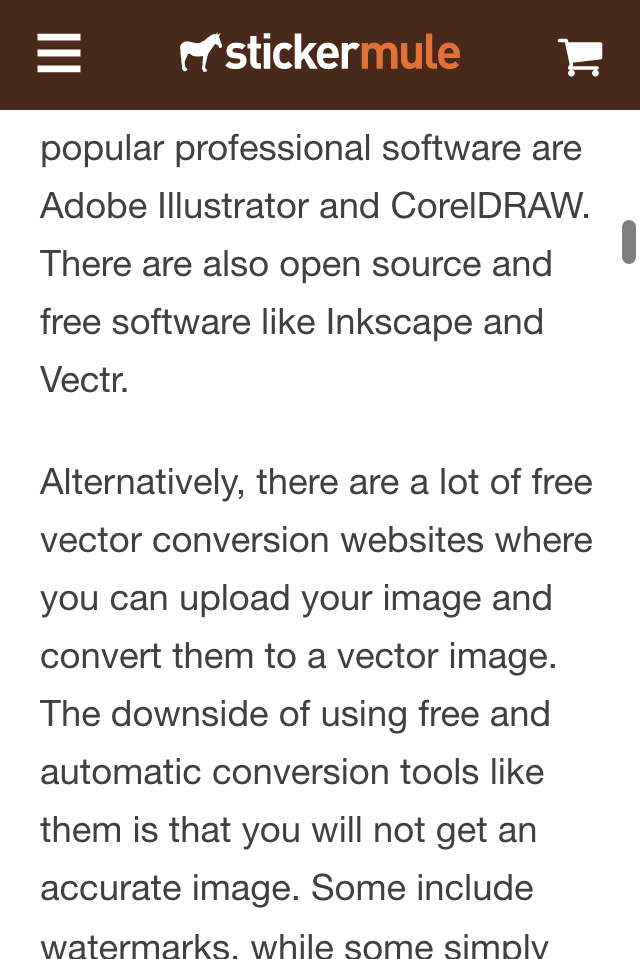 stickermule
popular professional software are
Adobe Illustrator and CorelDRAW.
There are also open source and
free software like Inkscape and
Vectr.
Alternatively, there are a lot of free
vector conversion websites where
you can upload your image and
convert them to a vector image.
The downside of using free and
automatic conversion tools like
them is that you will not get an
accurate image. Some include
watermarks, while some simply